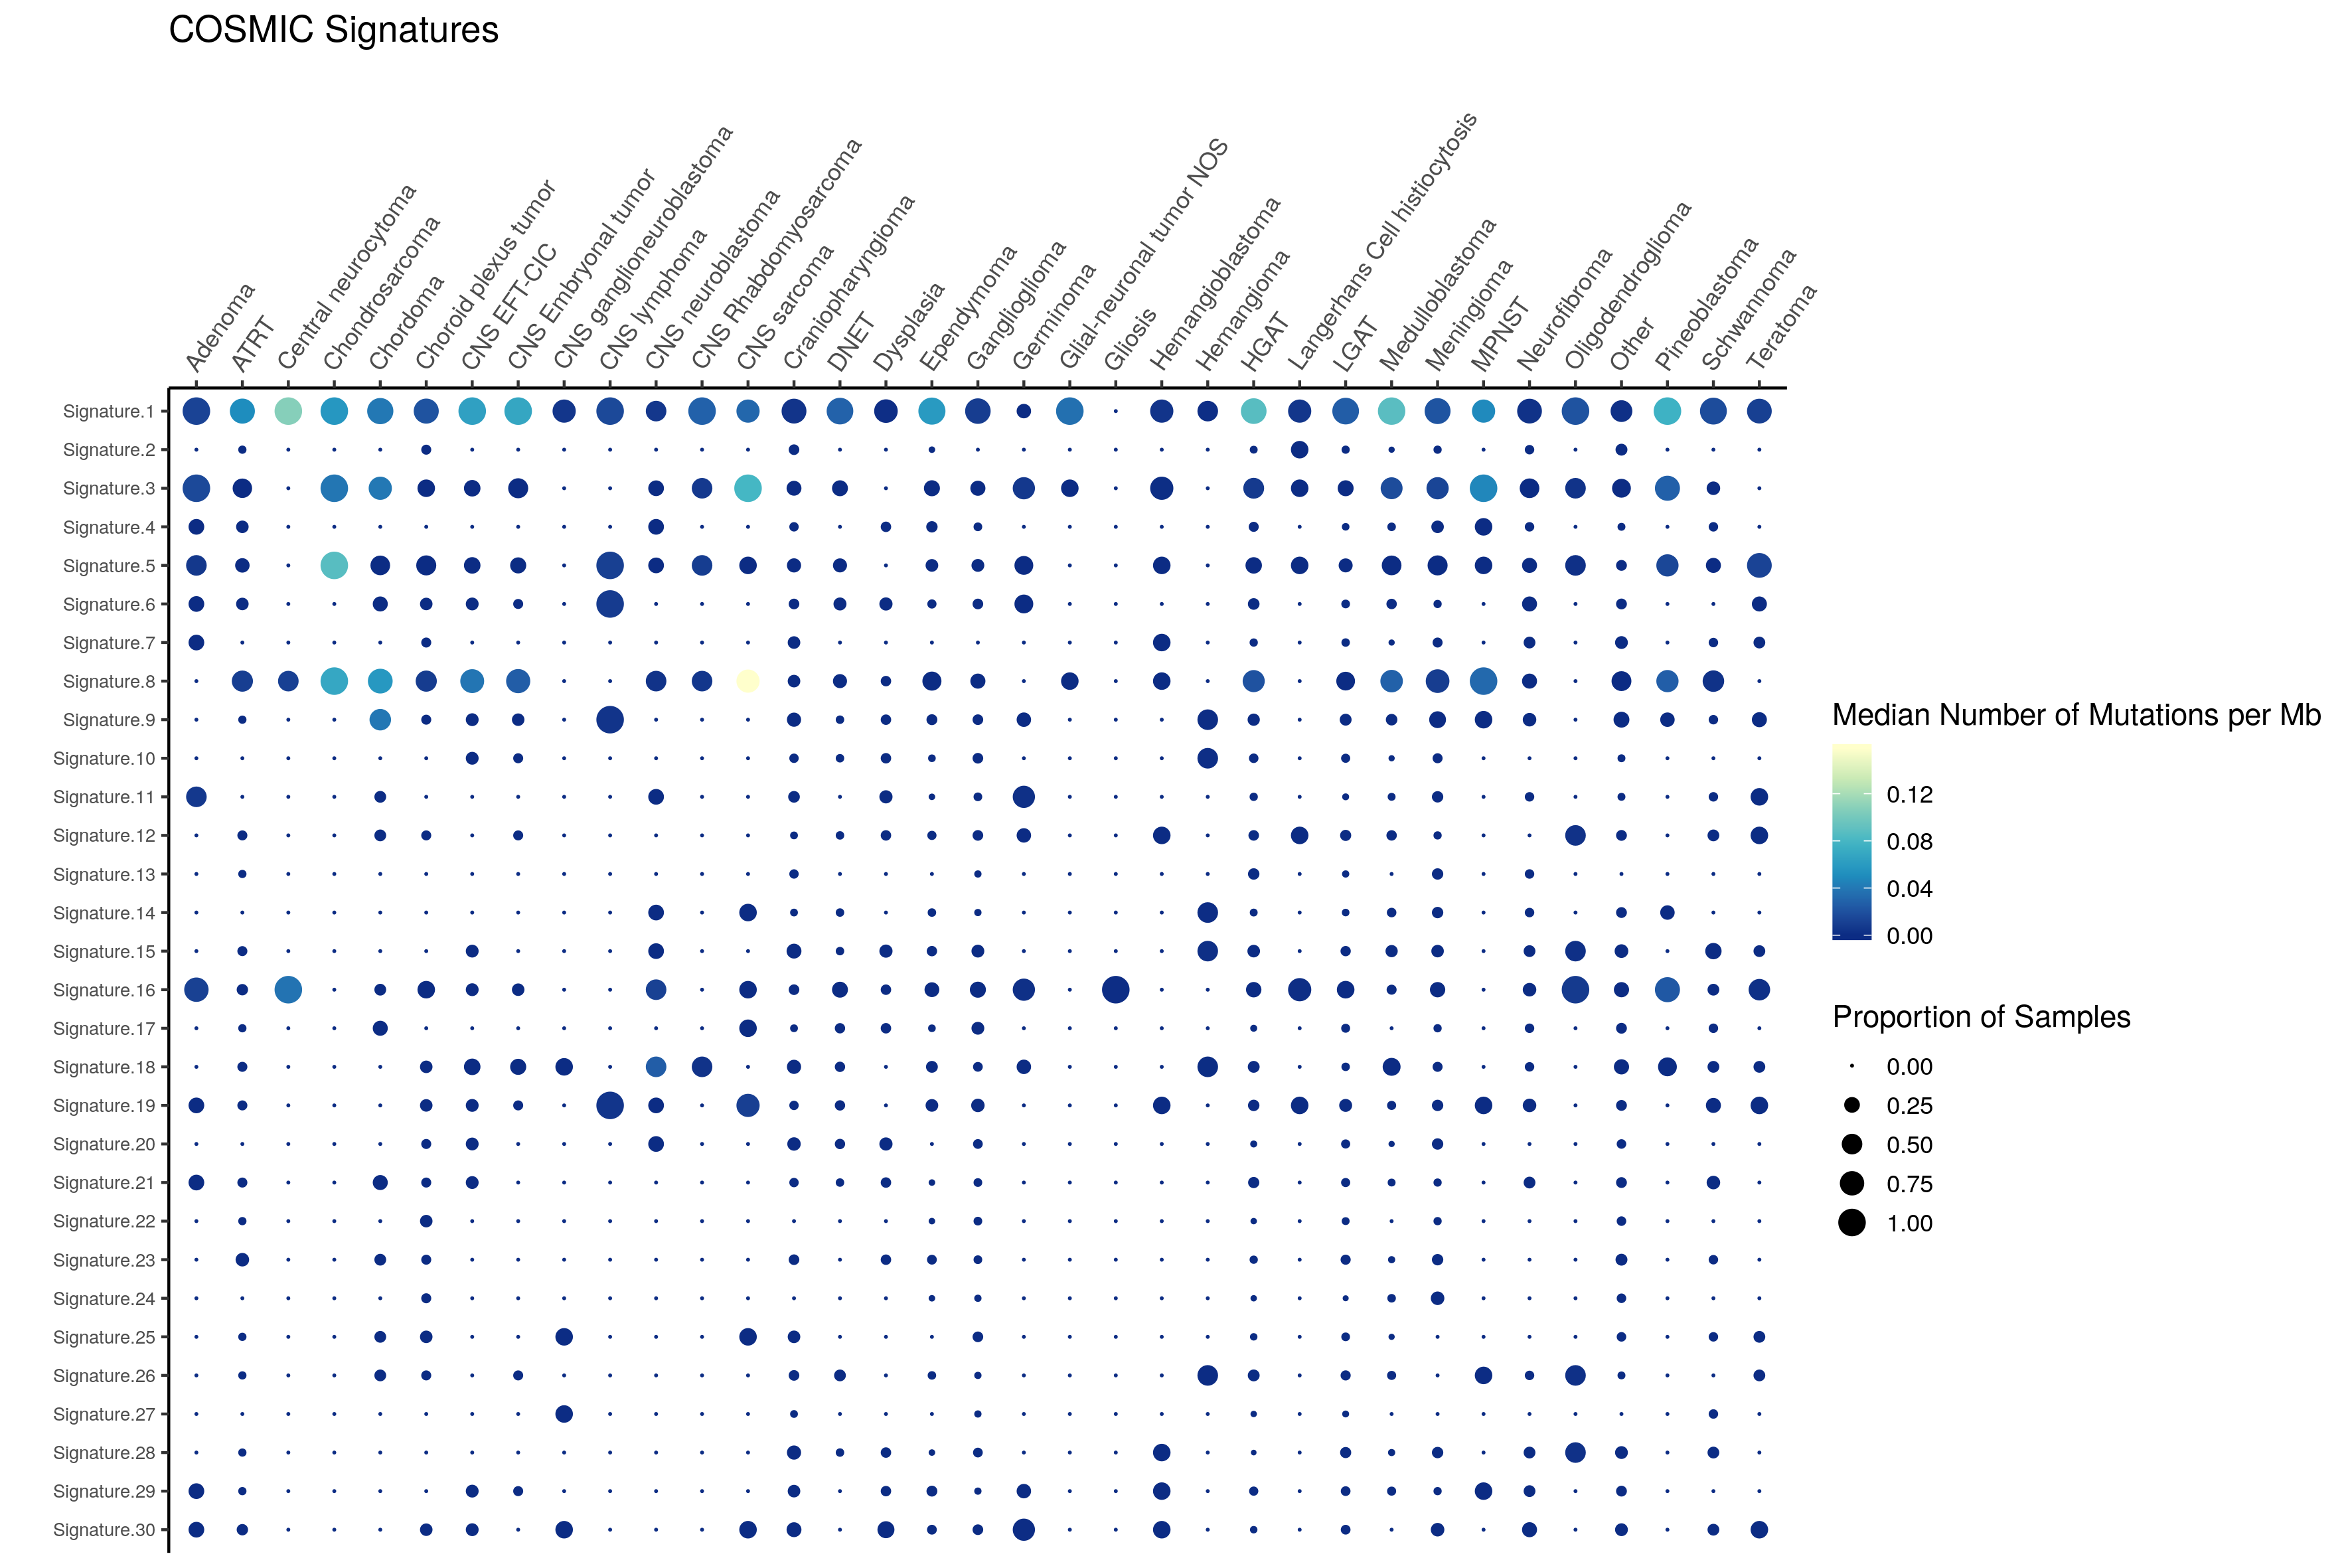 COSMIC Signatures
Adenoma
ATRT
Central neurocytoma
Chondrosarcoma
Chordoma
Choroid plexus tumor
CNS EFT-CIC
CNS Embryonal tumor
CNS ganglioneuroblastoma
CNS lymphoma
CNS neuroblastoma
CNS Rhabdomyosarcoma
CNS sarcoma
Craniopharyngioma
DNET
Dysplasia
Ependymoma
Ganglioglioma
Germinoma
Glial-neuronal tumor NOS
Gliosis
Hemangioblastoma
Hemangioma
HGAT
Langerhans Cell histiocytosis
LGAT
Medulloblastoma
Meningioma
MPNST
Neurofibroma
Oligodendroglioma
Other
Pineoblastoma
Schwannoma
Teratoma
Signature.1
Signature.2
Signature.3
Signature.4
Signature.5
Signature.6
Signature.7
Signature.8
Signature.9
Signature.10
Signature.11
Signature.12
Signature.13
Signature.14
Signature.15
Signature.16
Signature.17
Signature.18
Signature.19
Signature.20
Signature.21
Signature.22
Signature.23
Signature.24
Signature.25
Signature.26
Signature.27
Signature.28
Signature.29
Signature.30
Median Number of Mutations per Mb
0.12
0.08
0.04
0.00
Proportion of Samples
0.00
0.25
0.50
0.75
1.00